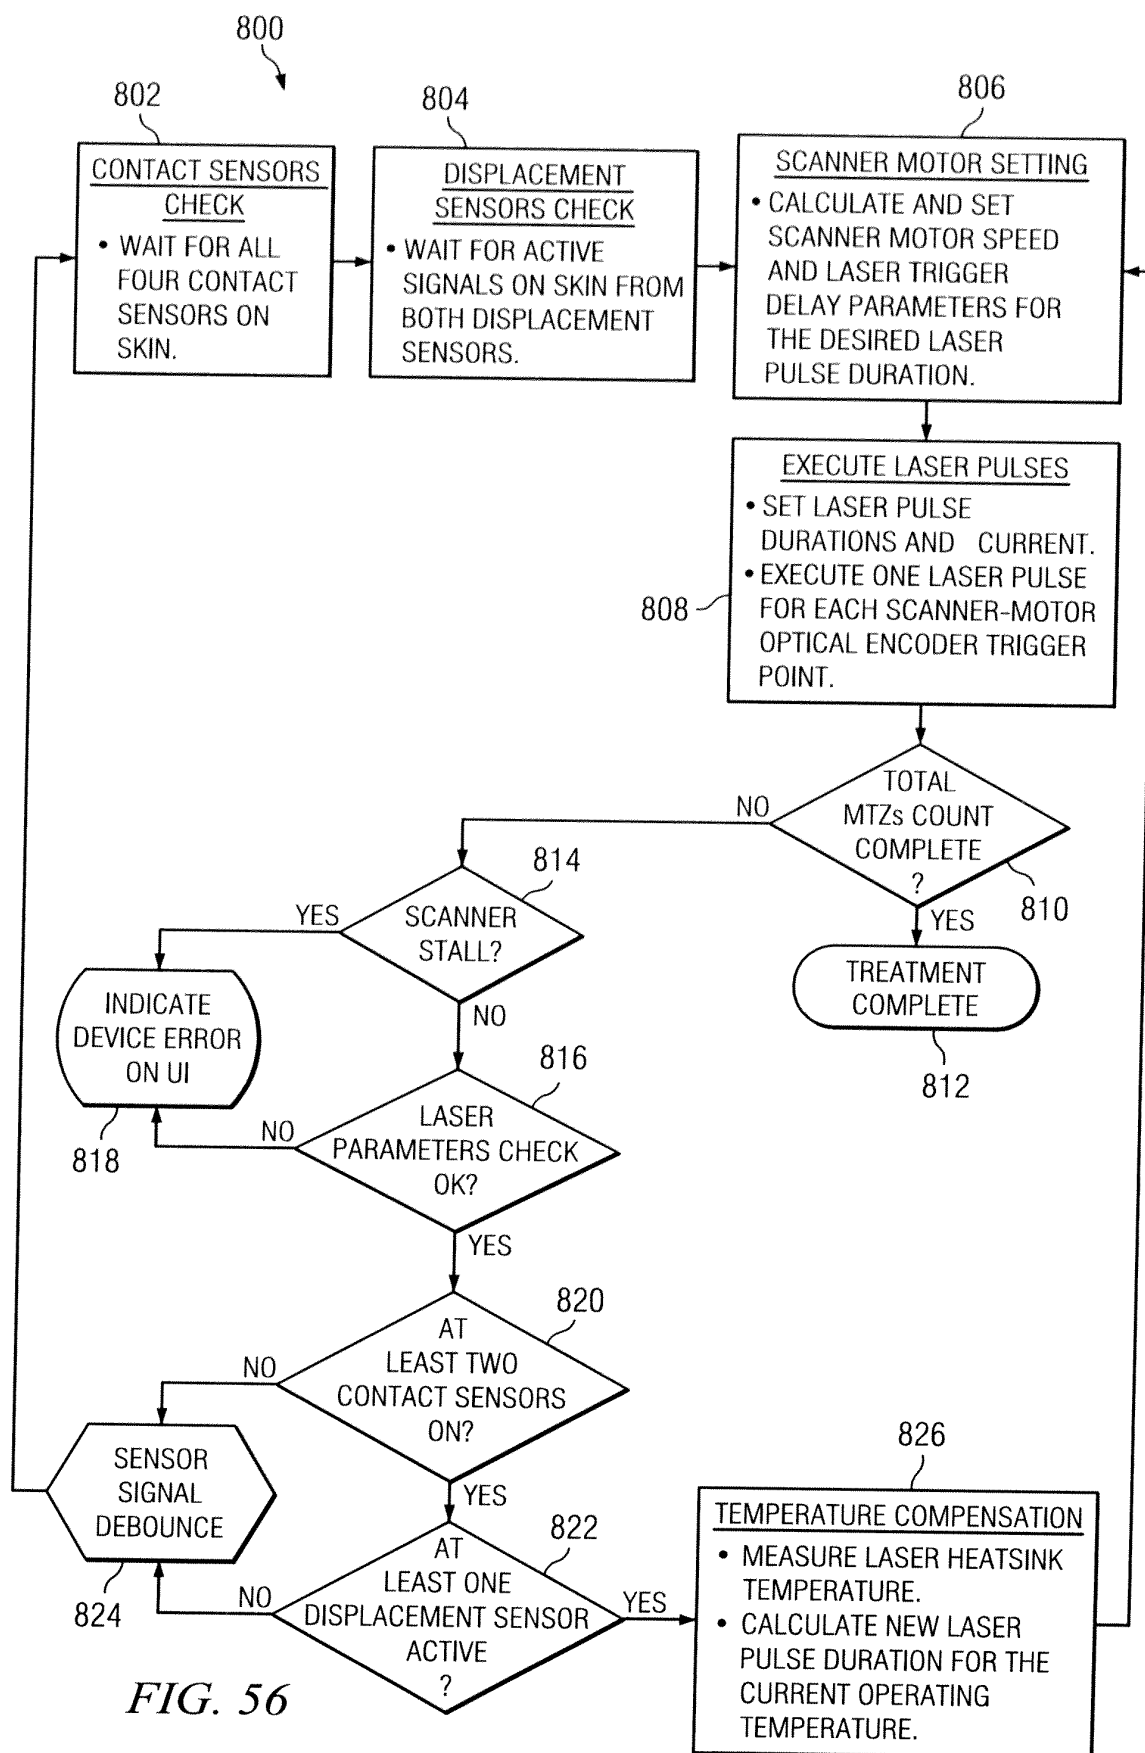 800
802
CONTACT SENSORS
CHECK
• WAIT FOR ALL
FOUR CONTACT
SENSORS ON
SKIN.
804
DISPLACEMENT
SENSORS CHECK
• WAIT FOR ACTIVE
SIGNALS ON SKIN FROM
BOTH DISPLACEMENT
SENSORS.
806
SCANNER MOTOR SETTING
• CALCULATE AND SET
SCANNER MOTOR SPEED
AND LASER TRIGGER
DELAY PARAMETERS FOR
THE DESIRED LASER
PULSE DURATION.
EXECUTE LASER PULSES
• SET LASER PULSE
DURATIONS AND CURRENT.
• EXECUTE ONE LASER PULSE
FOR EACH SCANNER-MOTOR
OPTICAL ENCODER TRIGGER
POINT.
808
TOTAL
MTZs COUNT
COMPLETE
?
810
NO
YES
TREATMENT
COMPLETE
812
814
SCANNER
STALL?
YES
NO
INDICATE
DEVICE ERROR
ON UI
818
816
LASER
PARAMETERS CHECK
OK?
NO
YES
820
AT
LEAST TWO
CONTACT SENSORS
ON?
NO
YES
SENSOR
SIGNAL
DEBOUNCE
824
822
AT
LEAST ONE
DISPLACEMENT SENSOR
ACTIVE
?
NO
YES
826
TEMPERATURE COMPENSATION
• MEASURE LASER HEATSINK
TEMPERATURE.
• CALCULATE NEW LASER
PULSE DURATION FOR THE
CURRENT OPERATING
TEMPERATURE.
FIG. 56